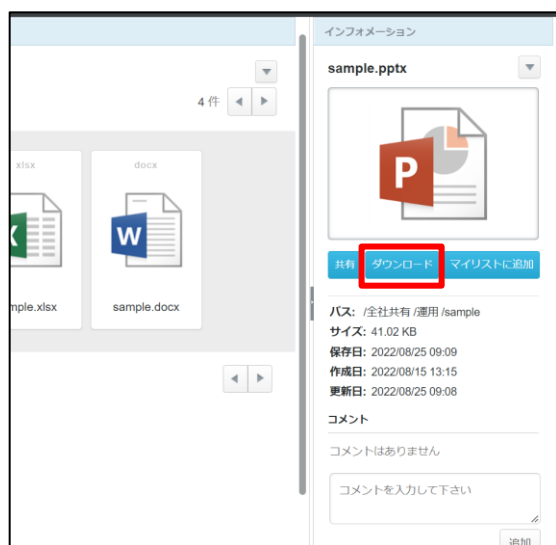 インフォメーション
sample.pptx
4 件
xlsx
docx
P
W
mple.xlsx
sample.docx
共有
ダウンロード
マイリストに追加
パス: /全社共有 /運用 /sample
サイズ: 41.02 KB
保存日: 2022/08/25 09:09
作成日: 2022/08/15 13:15
更新日: 2022/08/25 09:08
コメント
コメントはありません
コメントを入力して下さい
追加